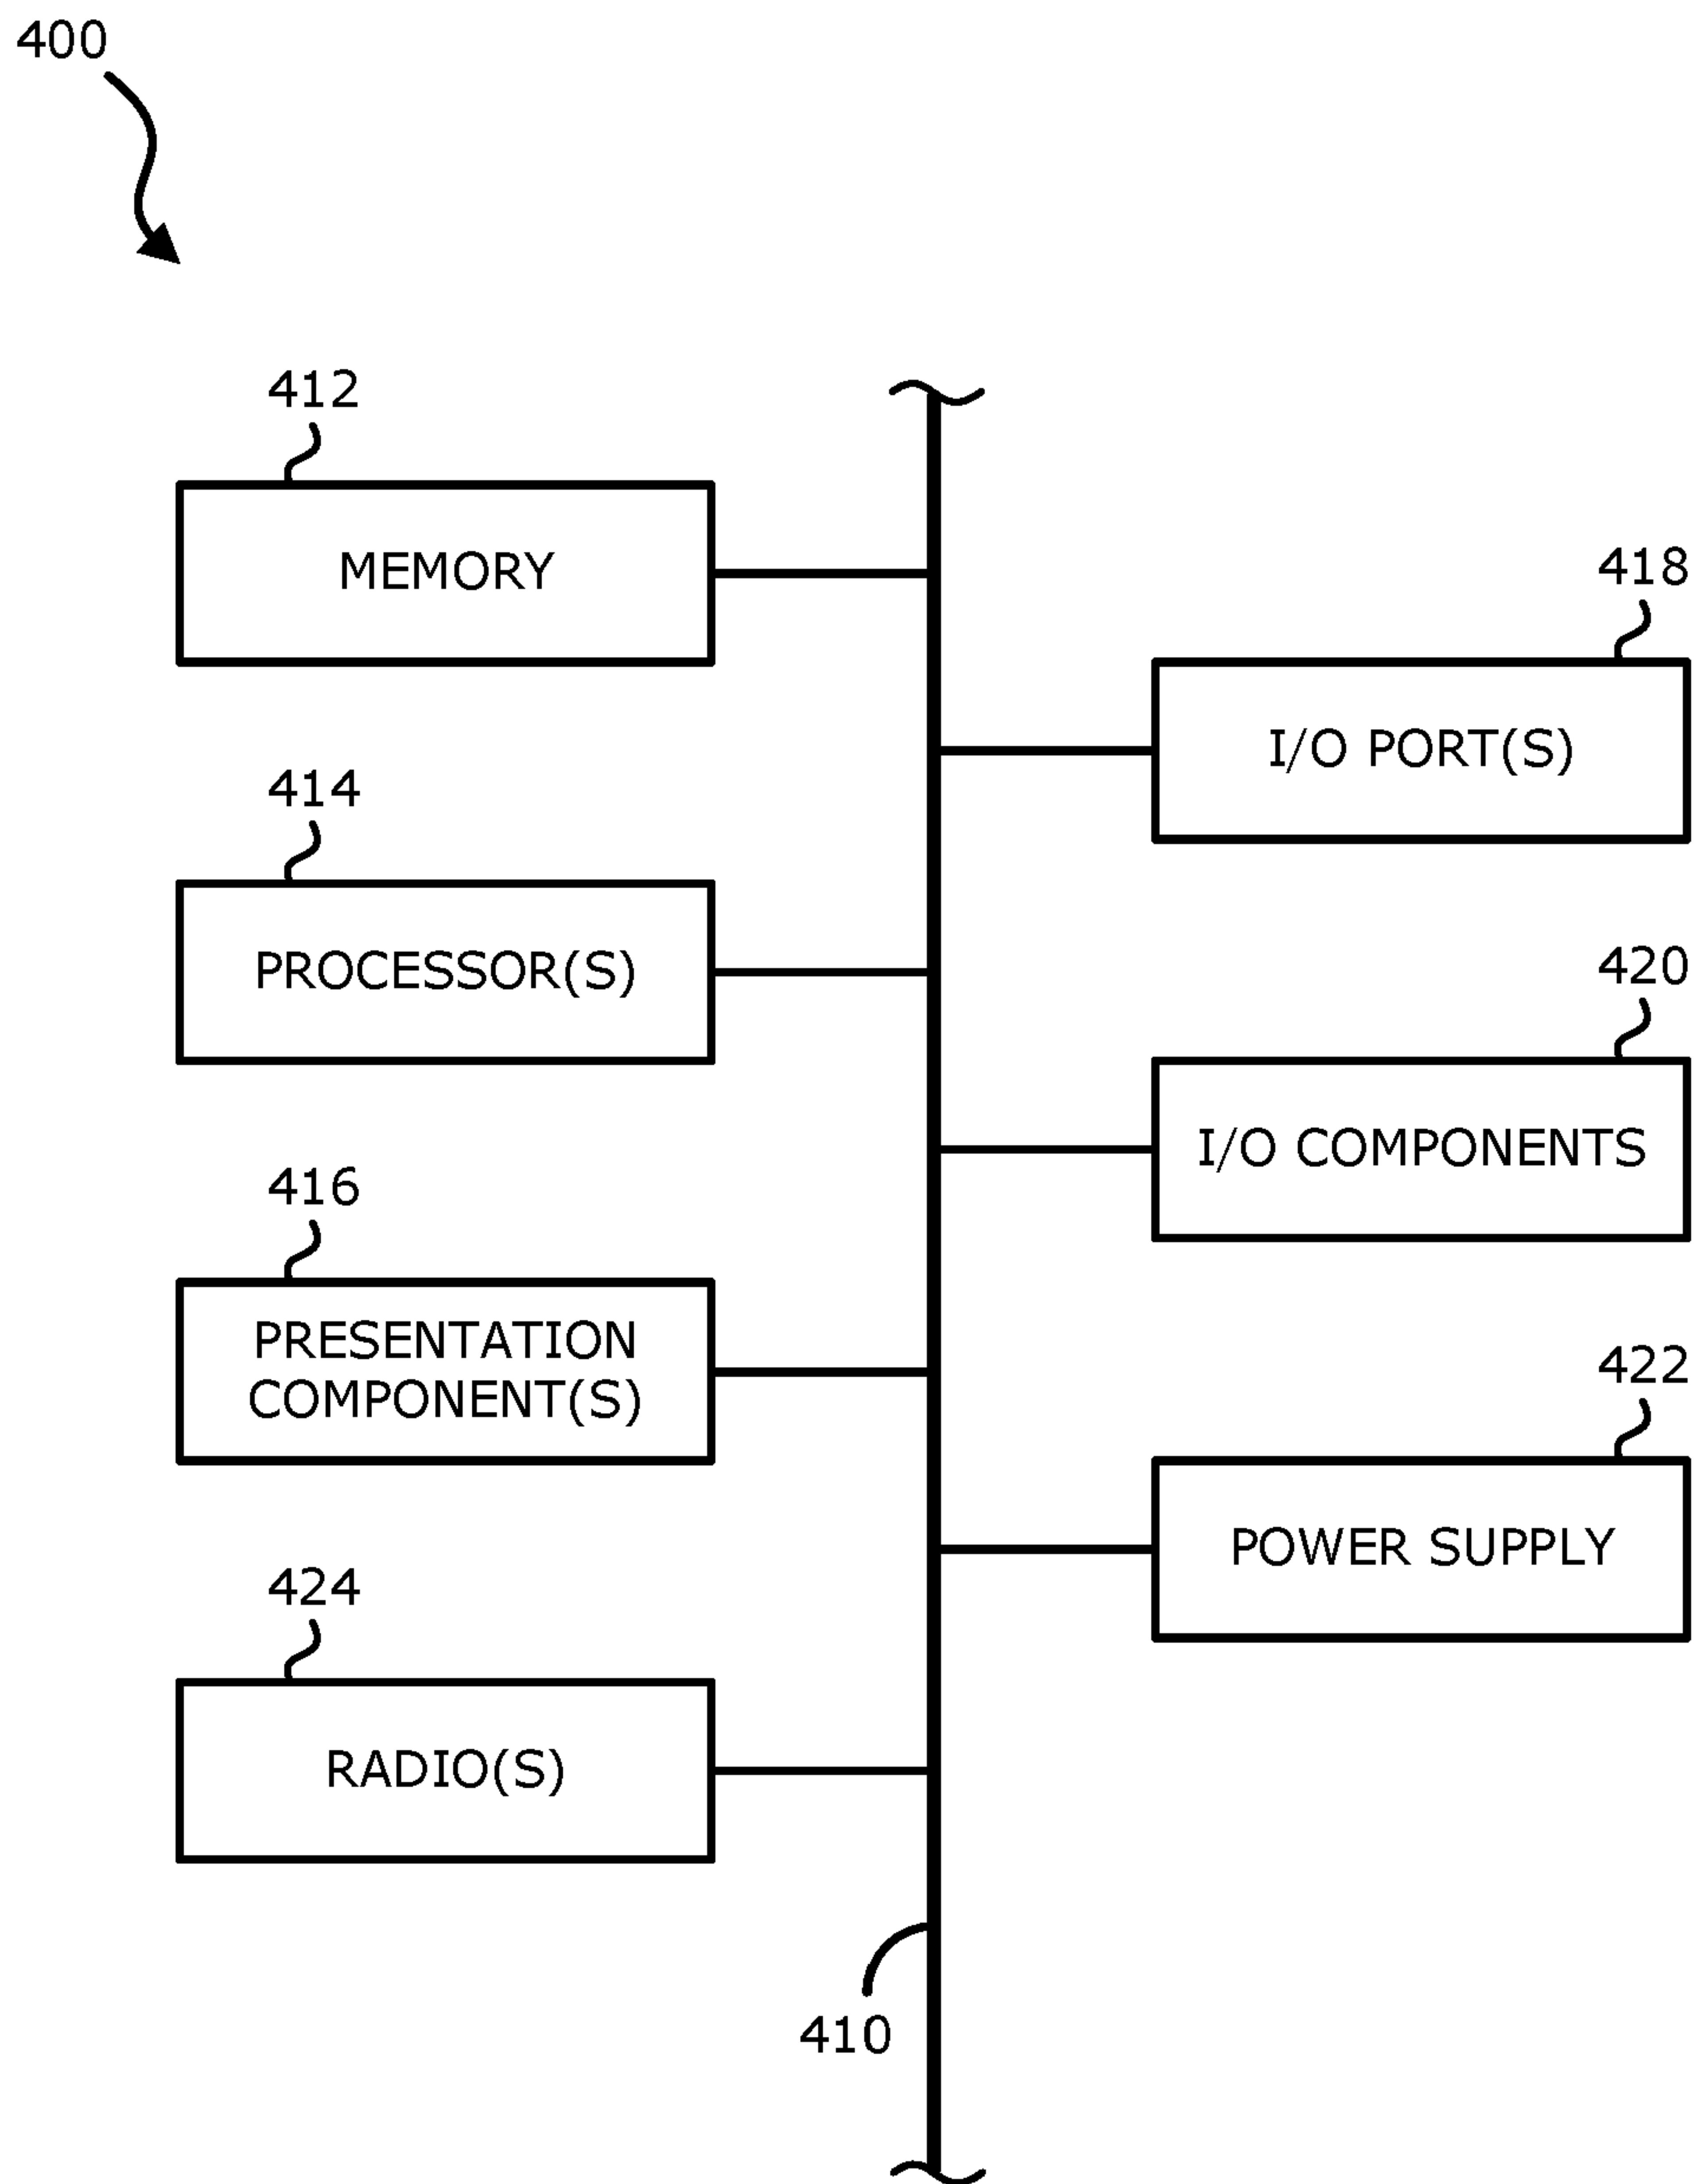 400
412
MEMORY
418
I/O PORT(S)
414
PROCESSOR(S)
420
I/O COMPONENTS
416
PRESENTATION
COMPONENT(S)
422
POWER SUPPLY
424
RADIO(S)
410